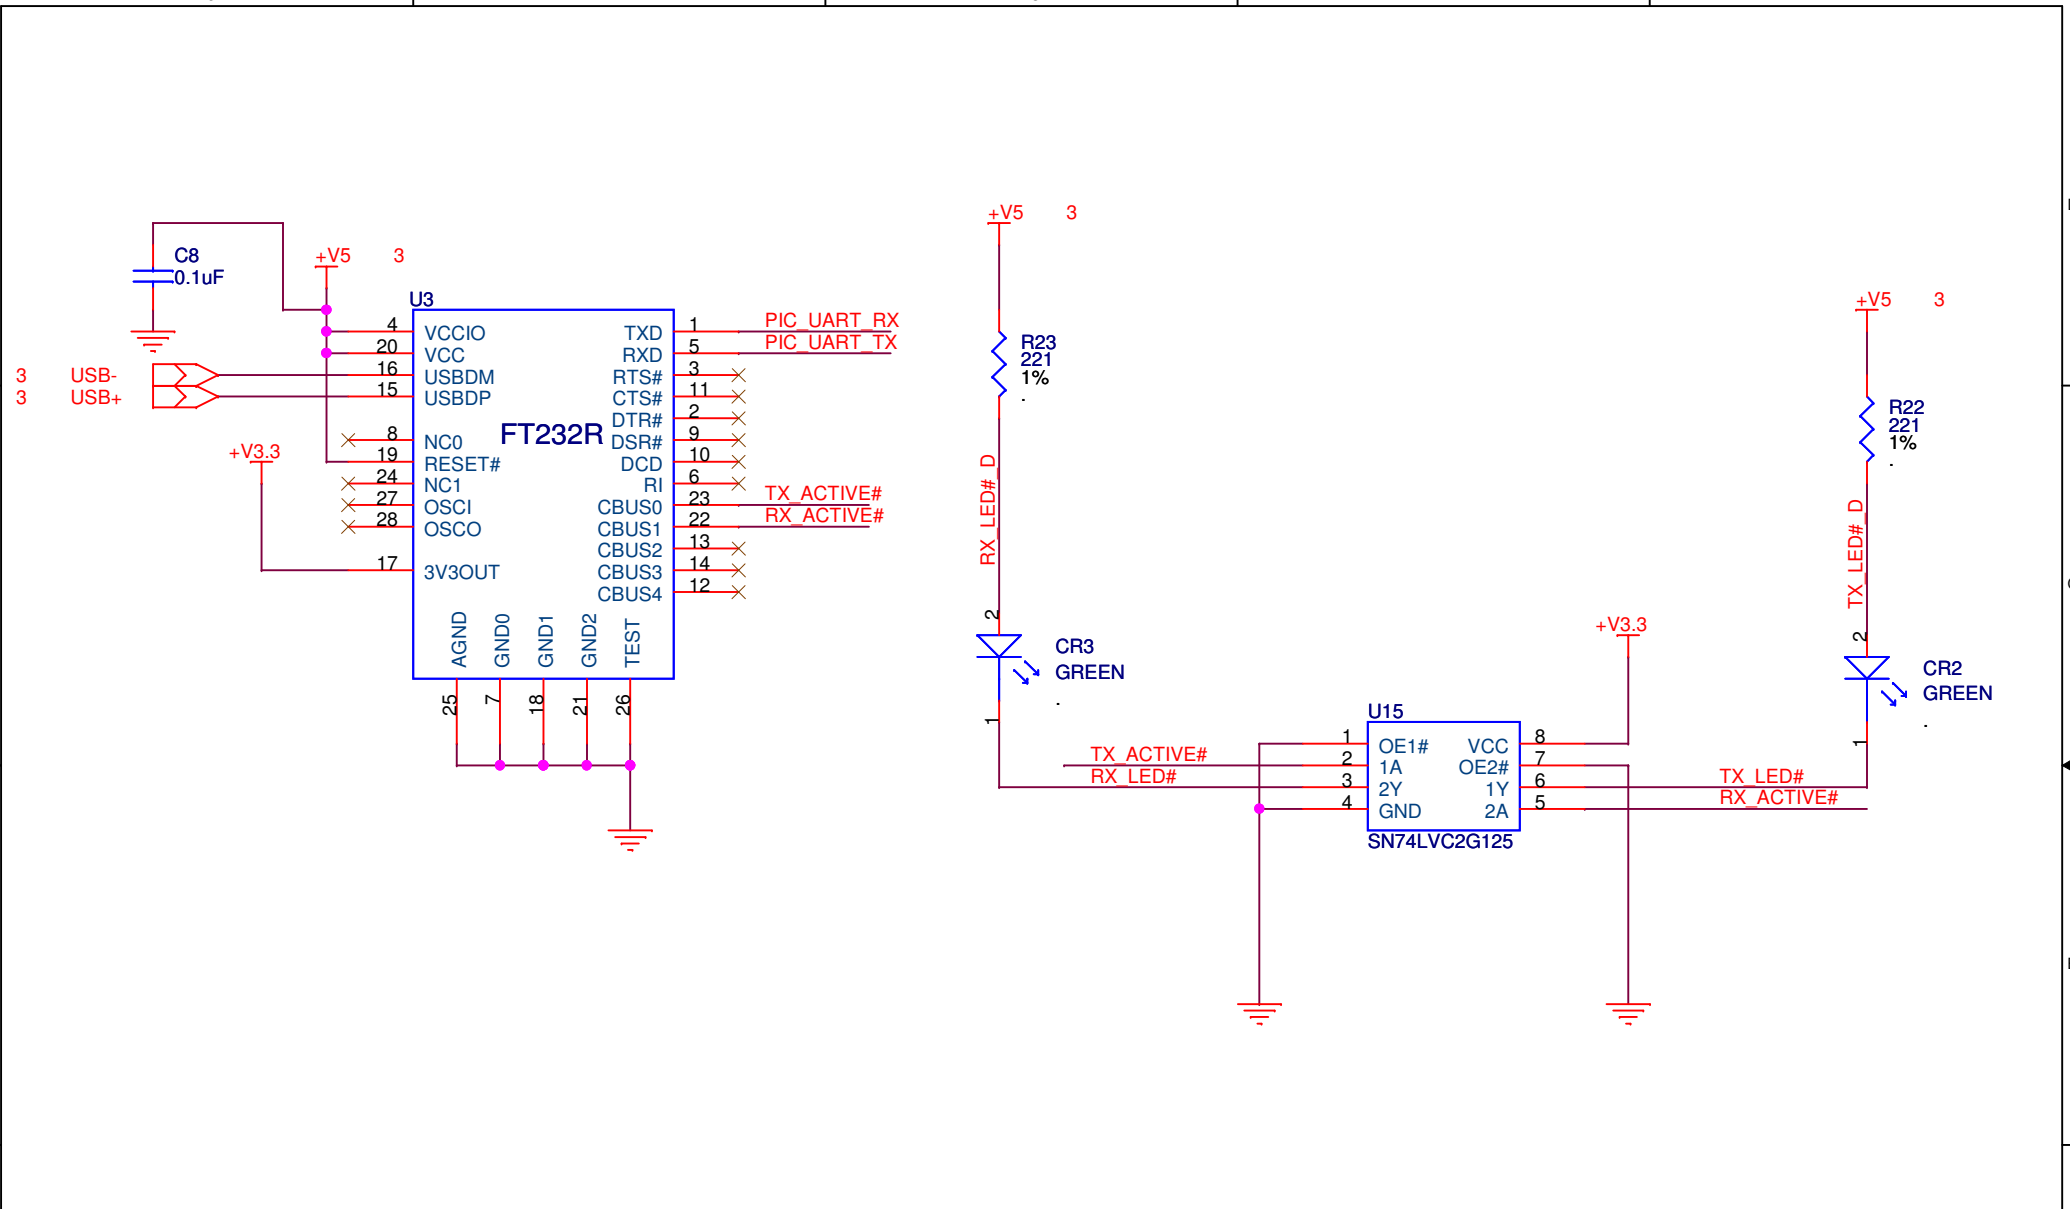 +V5 3
C8
0.1uF
+V5 3
U3
4 VCCIO TXD 1 PIC_UART_RX
20 VCC RXD 5 PIC_UART_TX
3 USB- 16 USBDM RTS# 3
3 USB+ 15 USBDP CTS# 11
DTR# 2
FT232R
8 NC0 DSR# 9
19 RESET# DCD 10
24 NC1 RI 6
27 OSCI CBUS0 23 TX_ACTIVE#
28 OSCO CBUS1 22 RX_ACTIVE#
CBUS2 13
17 3V3OUT CBUS3 14
CBUS4 12
+V3.3
AGND GND0 GND1 GND2 TEST
25 7 18 21 26
R23
221
1%
.
RX_LED#_D
2
CR3
GREEN
.
1
+V5 3
R22
221
1%
.
TX_LED#_D
2
CR2
GREEN
.
1
+V3.3
U15
1 OE1# VCC 8
TX_ACTIVE# 2 1A OE2# 7
RX_LED# 3 2Y 1Y 6 TX_LED#
4 GND 2A 5 RX_ACTIVE#
SN74LVC2G125